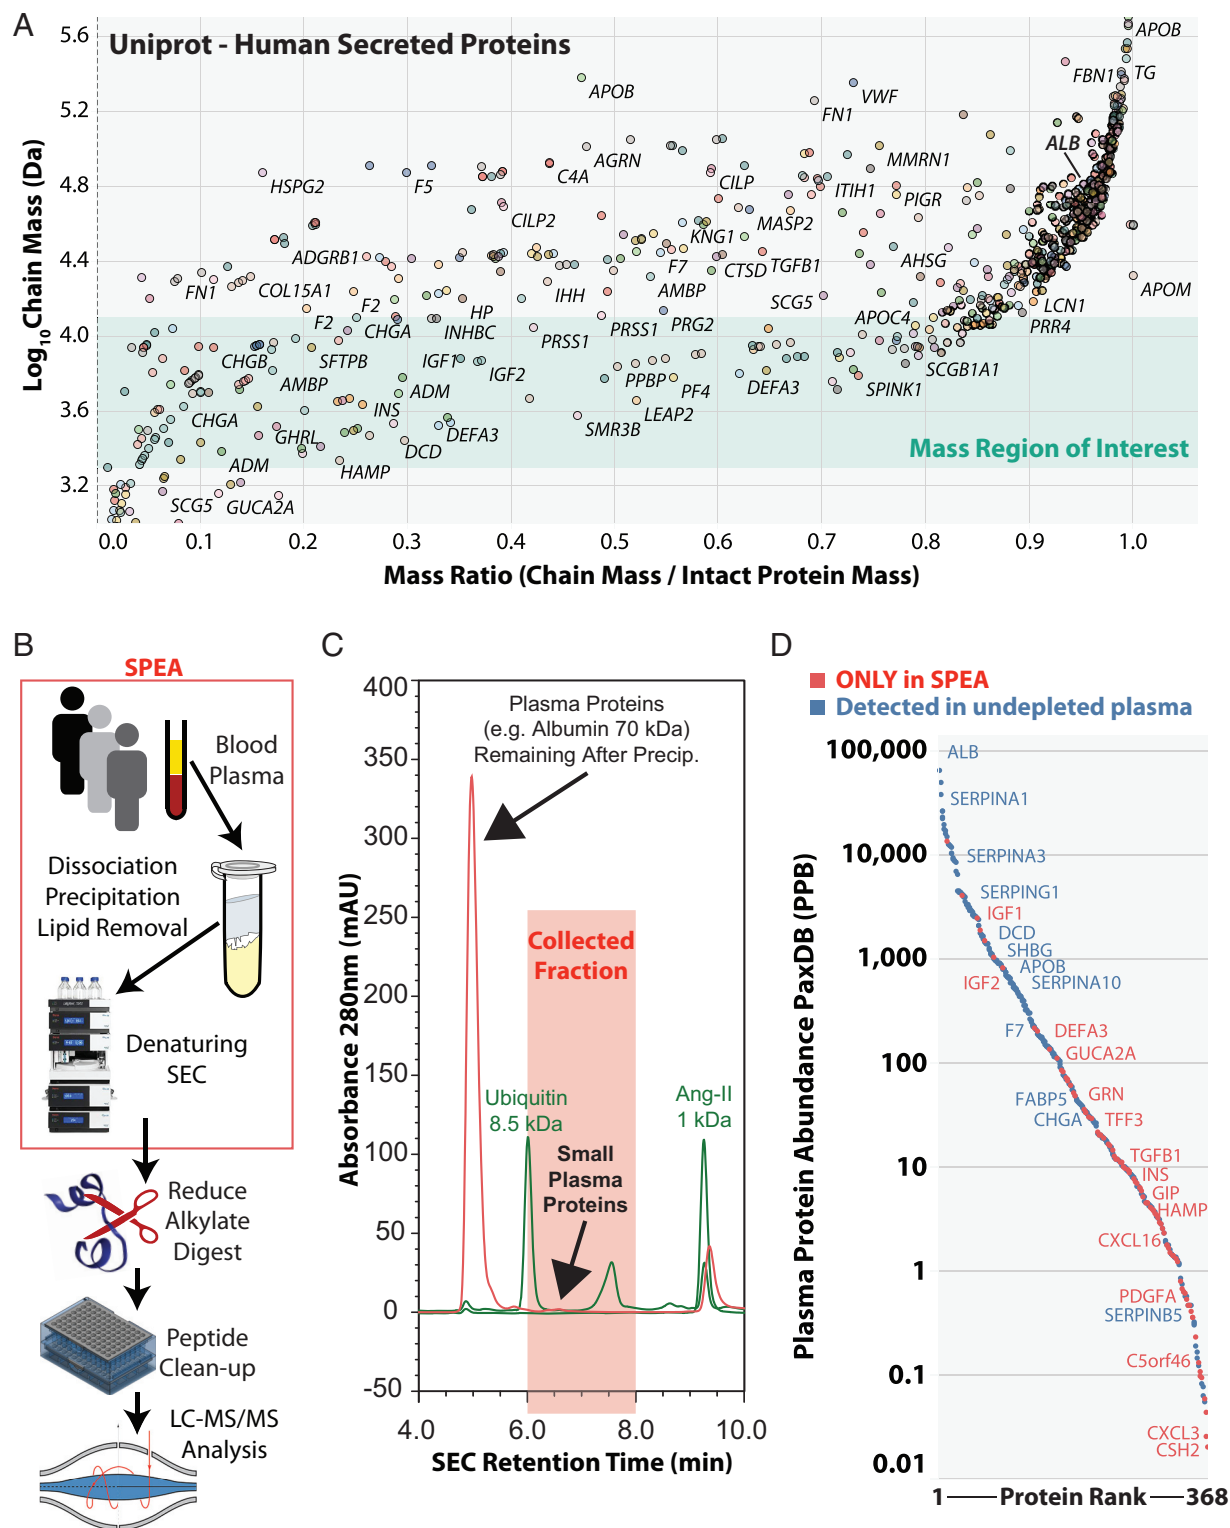 A
Uniprot - Human Secreted Proteins
Log10 Chain Mass (Da)
5.6
5.2
4.8
4.4
4.0
3.6
3.2
APOB
FBN1
TG
APOB
VWF
FN1
AGRN
ALB
HSPG2
F5
C4A
CILP
MMRN1
ITIH1
PIGR
CILP2
MASP2
KNG1
ADGRB1
F7
CTSD
TGFB1
AHSG
FN1
COL15A1
F2
HP
IHH
AMBP
SCG5
LCN1
APOM
F2
CHGA
INHBC
PRSS1
PRSS1
PRG2
APOC4
PRR4
CHGB
SFTPB
IGF1
IGF2
SCGB1A1
AMBP
ADM
PPBP
PF4
DEFA3
SPINK1
INS
LEAP2
CHGA
GHRL
DEFA3
SMR3B
DCD
Mass Region of Interest
ADM
HAMP
SCG5
GUCA2A
0.0 0.1 0.2 0.3 0.4 0.5 0.6 0.7 0.8 0.9 1.0
Mass Ratio (Chain Mass / Intact Protein Mass)
B
SPEA
Blood
Plasma
Dissociation
Precipitation
Lipid Removal
Denaturing
SEC
Reduce
Alkylate
Digest
Peptide
Clean-up
LC-MS/MS
Analysis
C
Absorbance 280nm (mAU)
400
350
300
250
200
150
100
50
0
-50
Plasma Proteins
(e.g. Albumin 70 kDa)
Remaining After Precip.
Collected
Fraction
Ubiquitin
8.5 kDa
Ang-II
1 kDa
Small
Plasma
Proteins
4.0 6.0 8.0 10.0
SEC Retention Time (min)
D
ONLY in SPEA
Detected in undepleted plasma
Plasma Protein Abundance PaxDB (PPB)
100,000
10,000
1,000
100
10
1
0.1
0.01
ALB
SERPINA1
SERPINA3
SERPING1
IGF1
DCD
SHBG
APOB
IGF2
SERPINA10
F7
DEFA3
GUCA2A
FABP5
GRN
CHGA
TFF3
TGFB1
INS
GIP
HAMP
CXCL16
PDGFA
SERPINB5
C5orf46
CXCL3
CSH2
1 Protein Rank 368